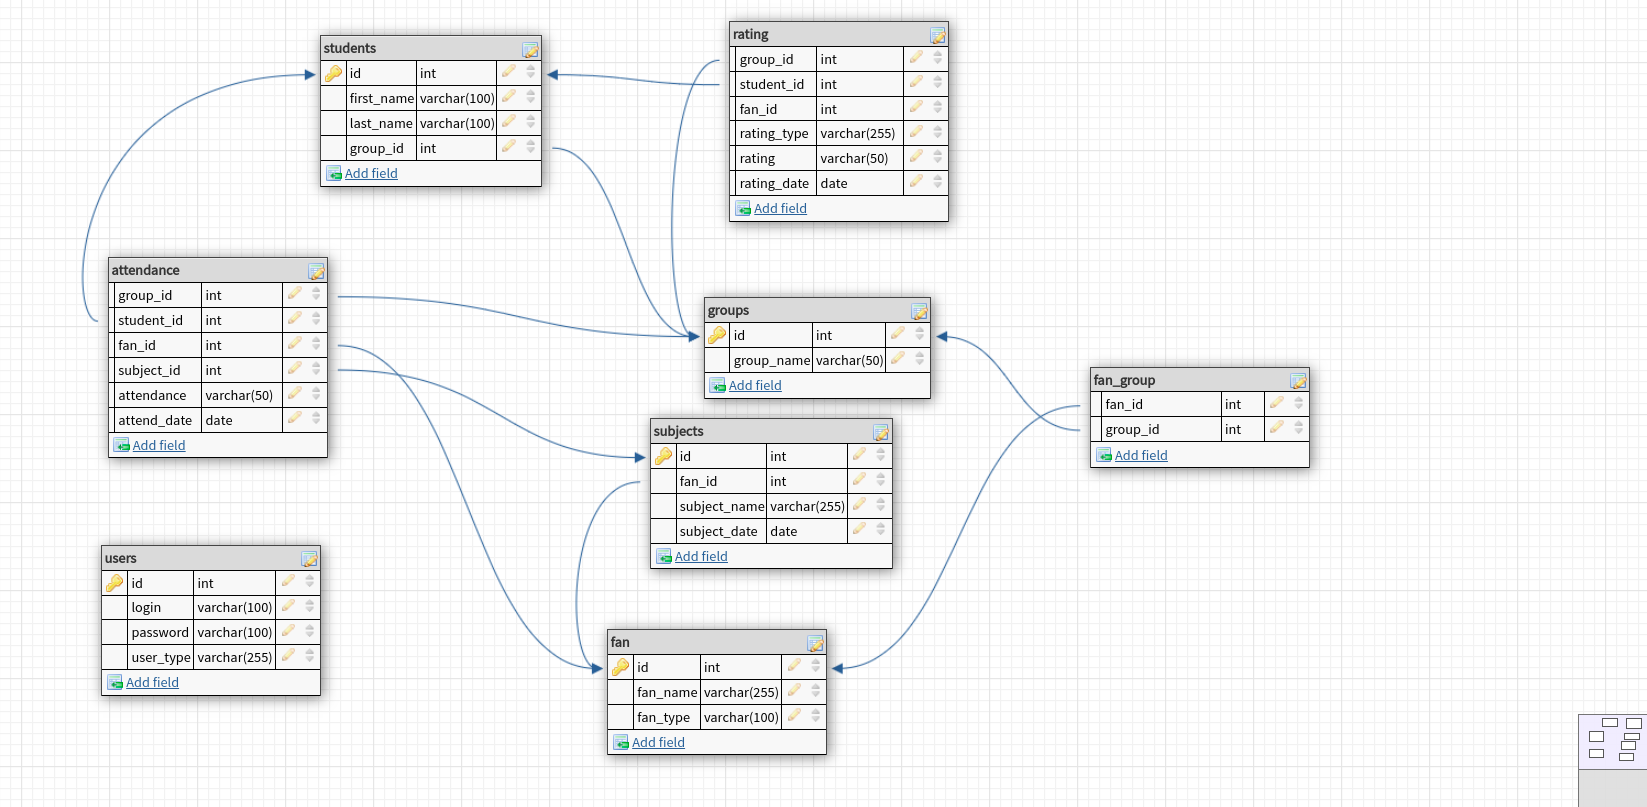 students
id int
first_name varchar(100)
last_name varchar(100)
group_id int
Add field
rating
group_id int
student_id int
fan_id int
rating_type varchar(255)
rating varchar(50)
rating_date date
Add field
attendance
group_id int
student_id int
fan_id int
subject_id int
attendance varchar(50)
attend_date date
Add field
groups
id int
group_name varchar(50)
Add field
fan_group
fan_id int
group_id int
Add field
subjects
id int
fan_id int
subject_name varchar(255)
subject_date date
Add field
users
id int
login varchar(100)
password varchar(100)
user_type varchar(255)
Add field
fan
id int
fan_name varchar(255)
fan_type varchar(100)
Add field